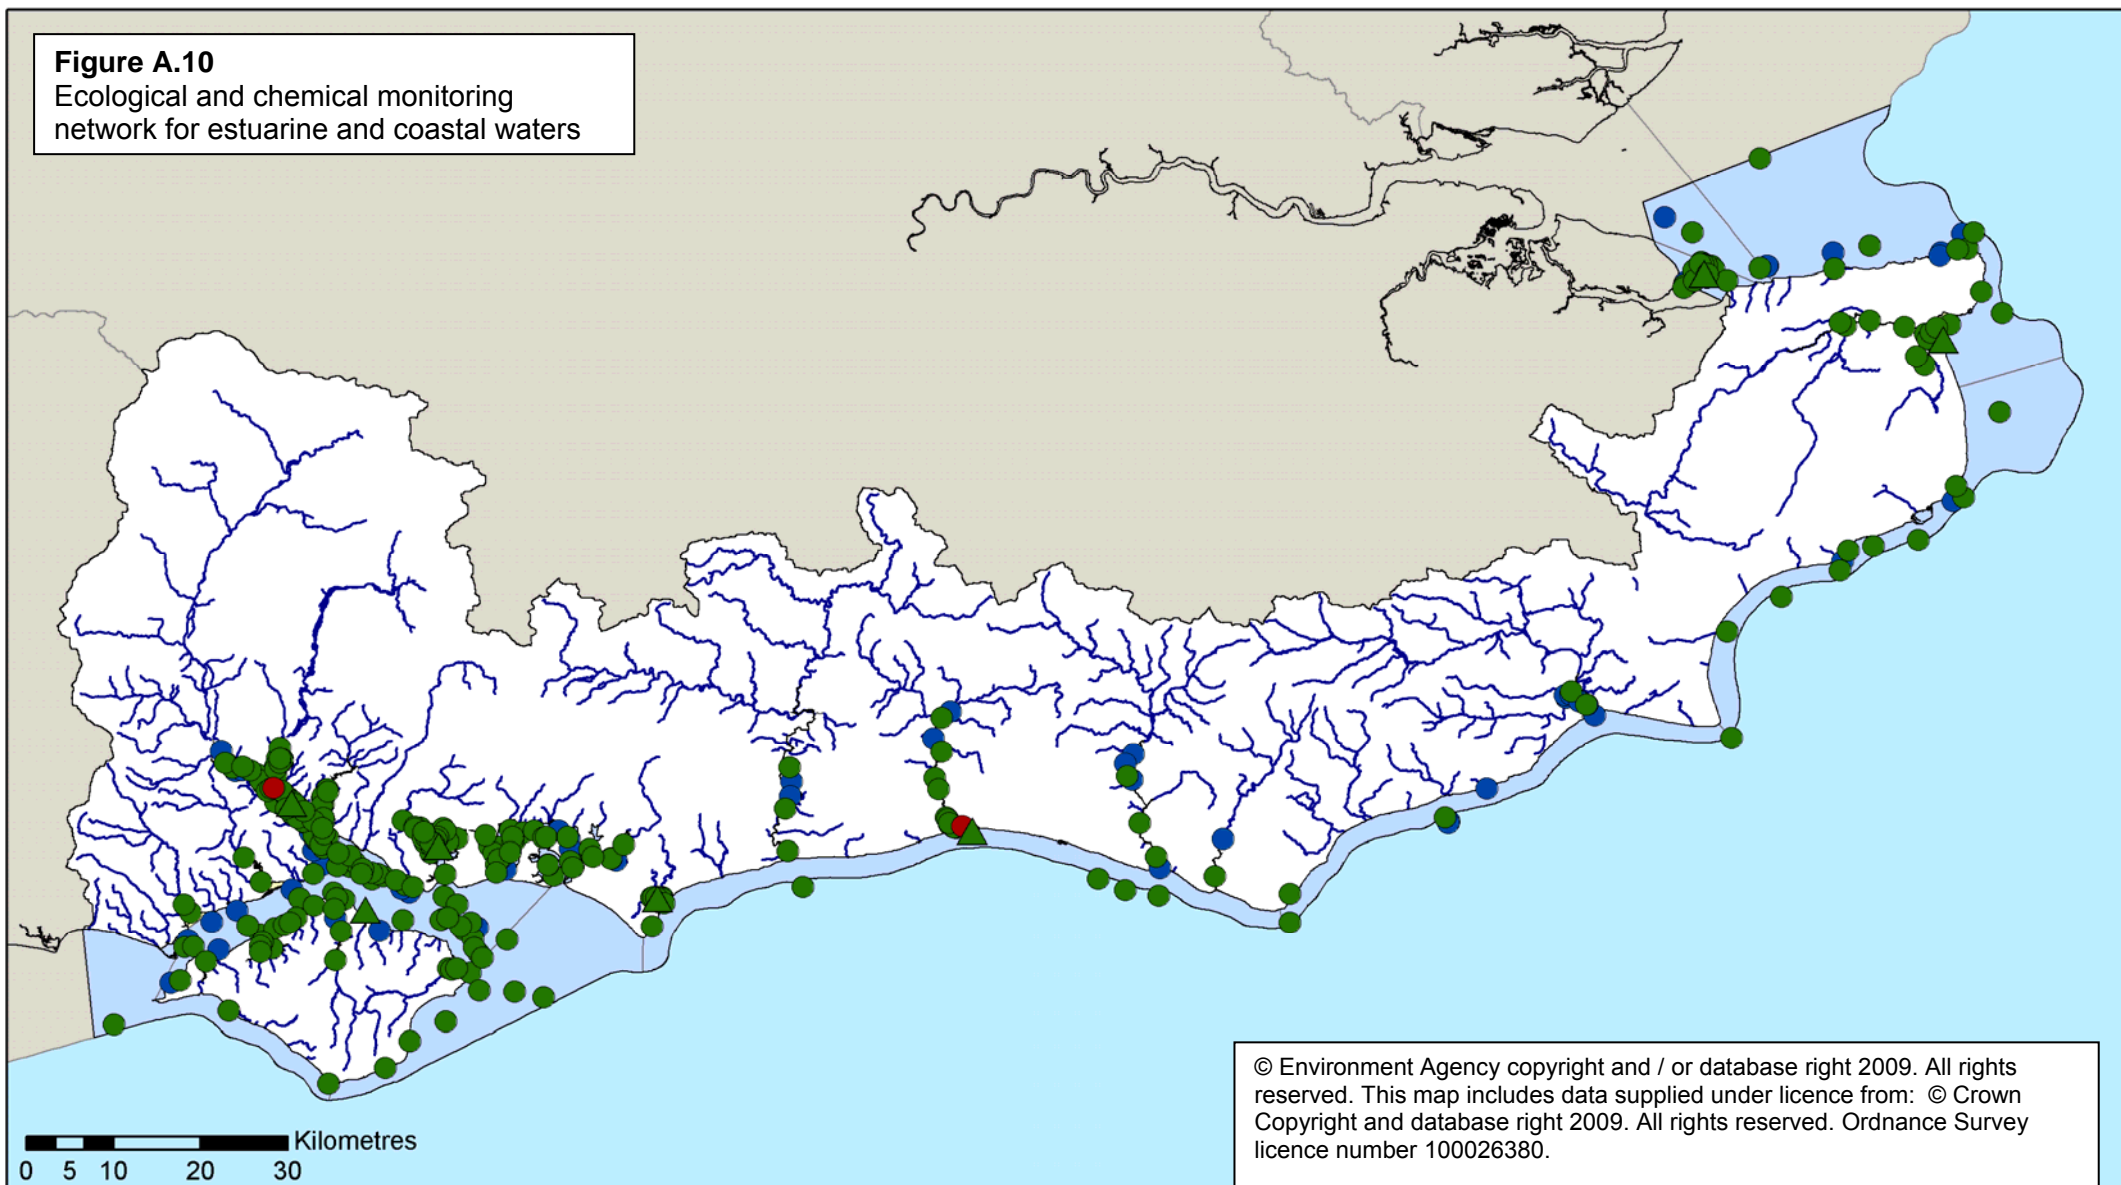 Figure A.10
Ecological and chemical monitoring
network for estuarine and coastal waters
© Environment Agency copyright and / or database right 2009. All rights
reserved. This map includes data supplied under licence from:  © Crown
Copyright and database right 2009. All rights reserved. Ordnance Survey
licence number 100026380.
Kilometres
0 5 10 20 30